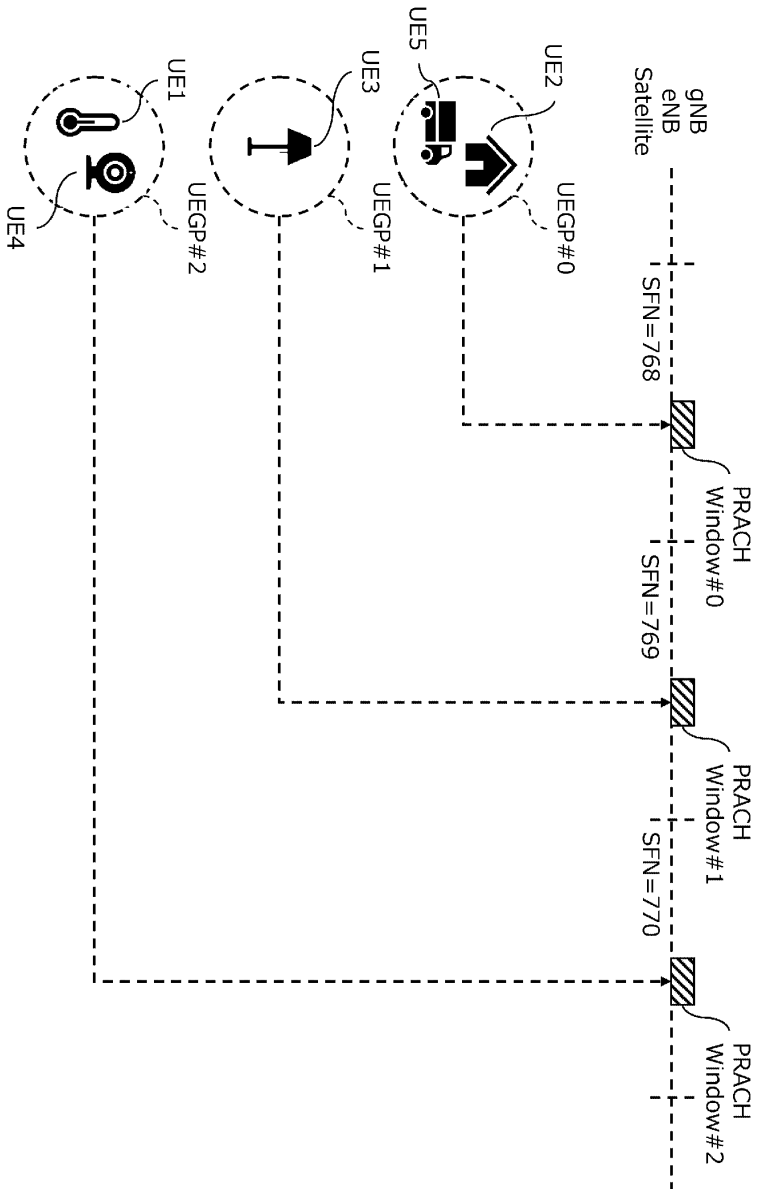 gNB
eNB
Satellite
PRACH
Window#0
PRACH
Window#1
PRACH
Window#2
SFN=768
SFN=769
SFN=770
UE2
UE5
UEGP#0
UE3
UEGP#1
UE1
UE4
UEGP#2